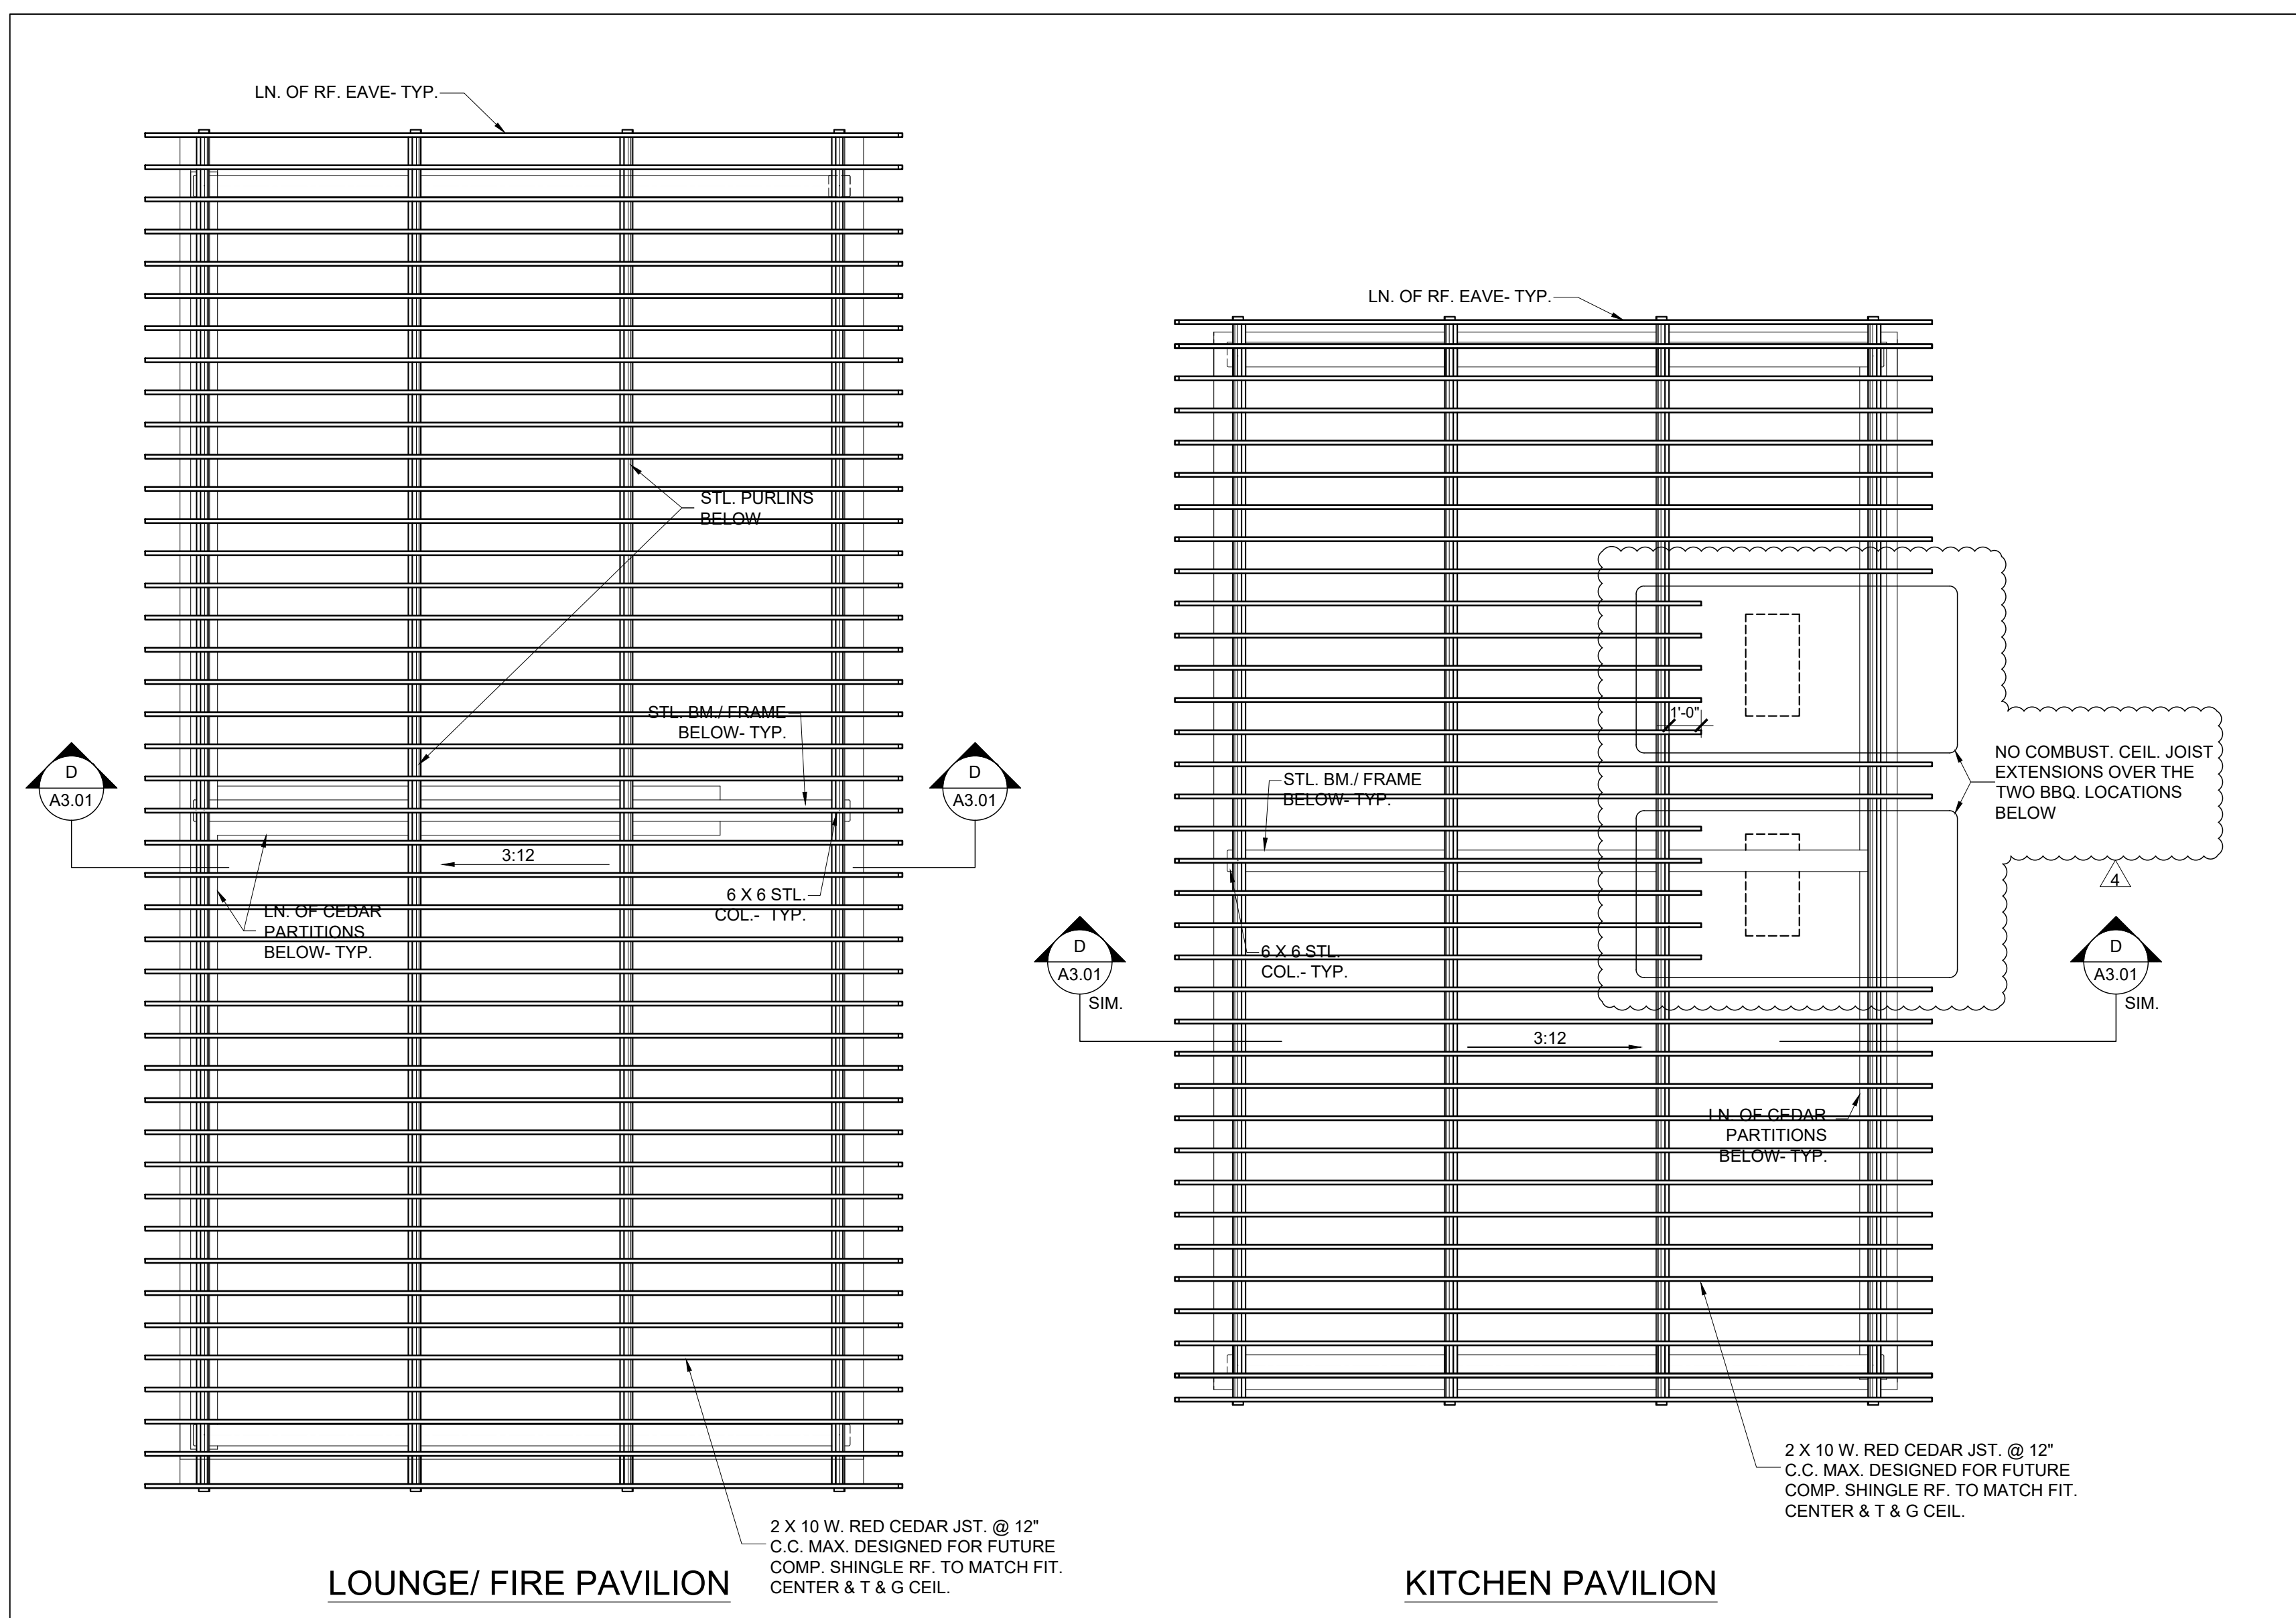 LN. OF RF. EAVE- TYP.
STL. PURLINS
BELOW
STL. BM./ FRAME
BELOW- TYP.
D
A3.01
D
A3.01
3:12
6 X 6 STL.
COL.- TYP.
LN. OF CEDAR
PARTITIONS
BELOW- TYP.
2 X 10 W. RED CEDAR JST. @ 12"
C.C. MAX. DESIGNED FOR FUTURE
COMP. SHINGLE RF. TO MATCH FIT.
CENTER & T & G CEIL.
LOUNGE/ FIRE PAVILION
LN. OF RF. EAVE- TYP.
1'-0"
NO COMBUST. CEIL. JOIST
EXTENSIONS OVER THE
TWO BBQ. LOCATIONS
BELOW
4
STL. BM./ FRAME
BELOW- TYP.
6 X 6 STL.
COL.- TYP.
D
A3.01
SIM.
D
A3.01
SIM.
3:12
LN. OF CEDAR
PARTITIONS
BELOW- TYP.
2 X 10 W. RED CEDAR JST. @ 12"
C.C. MAX. DESIGNED FOR FUTURE
COMP. SHINGLE RF. TO MATCH FIT.
CENTER & T & G CEIL.
KITCHEN PAVILION